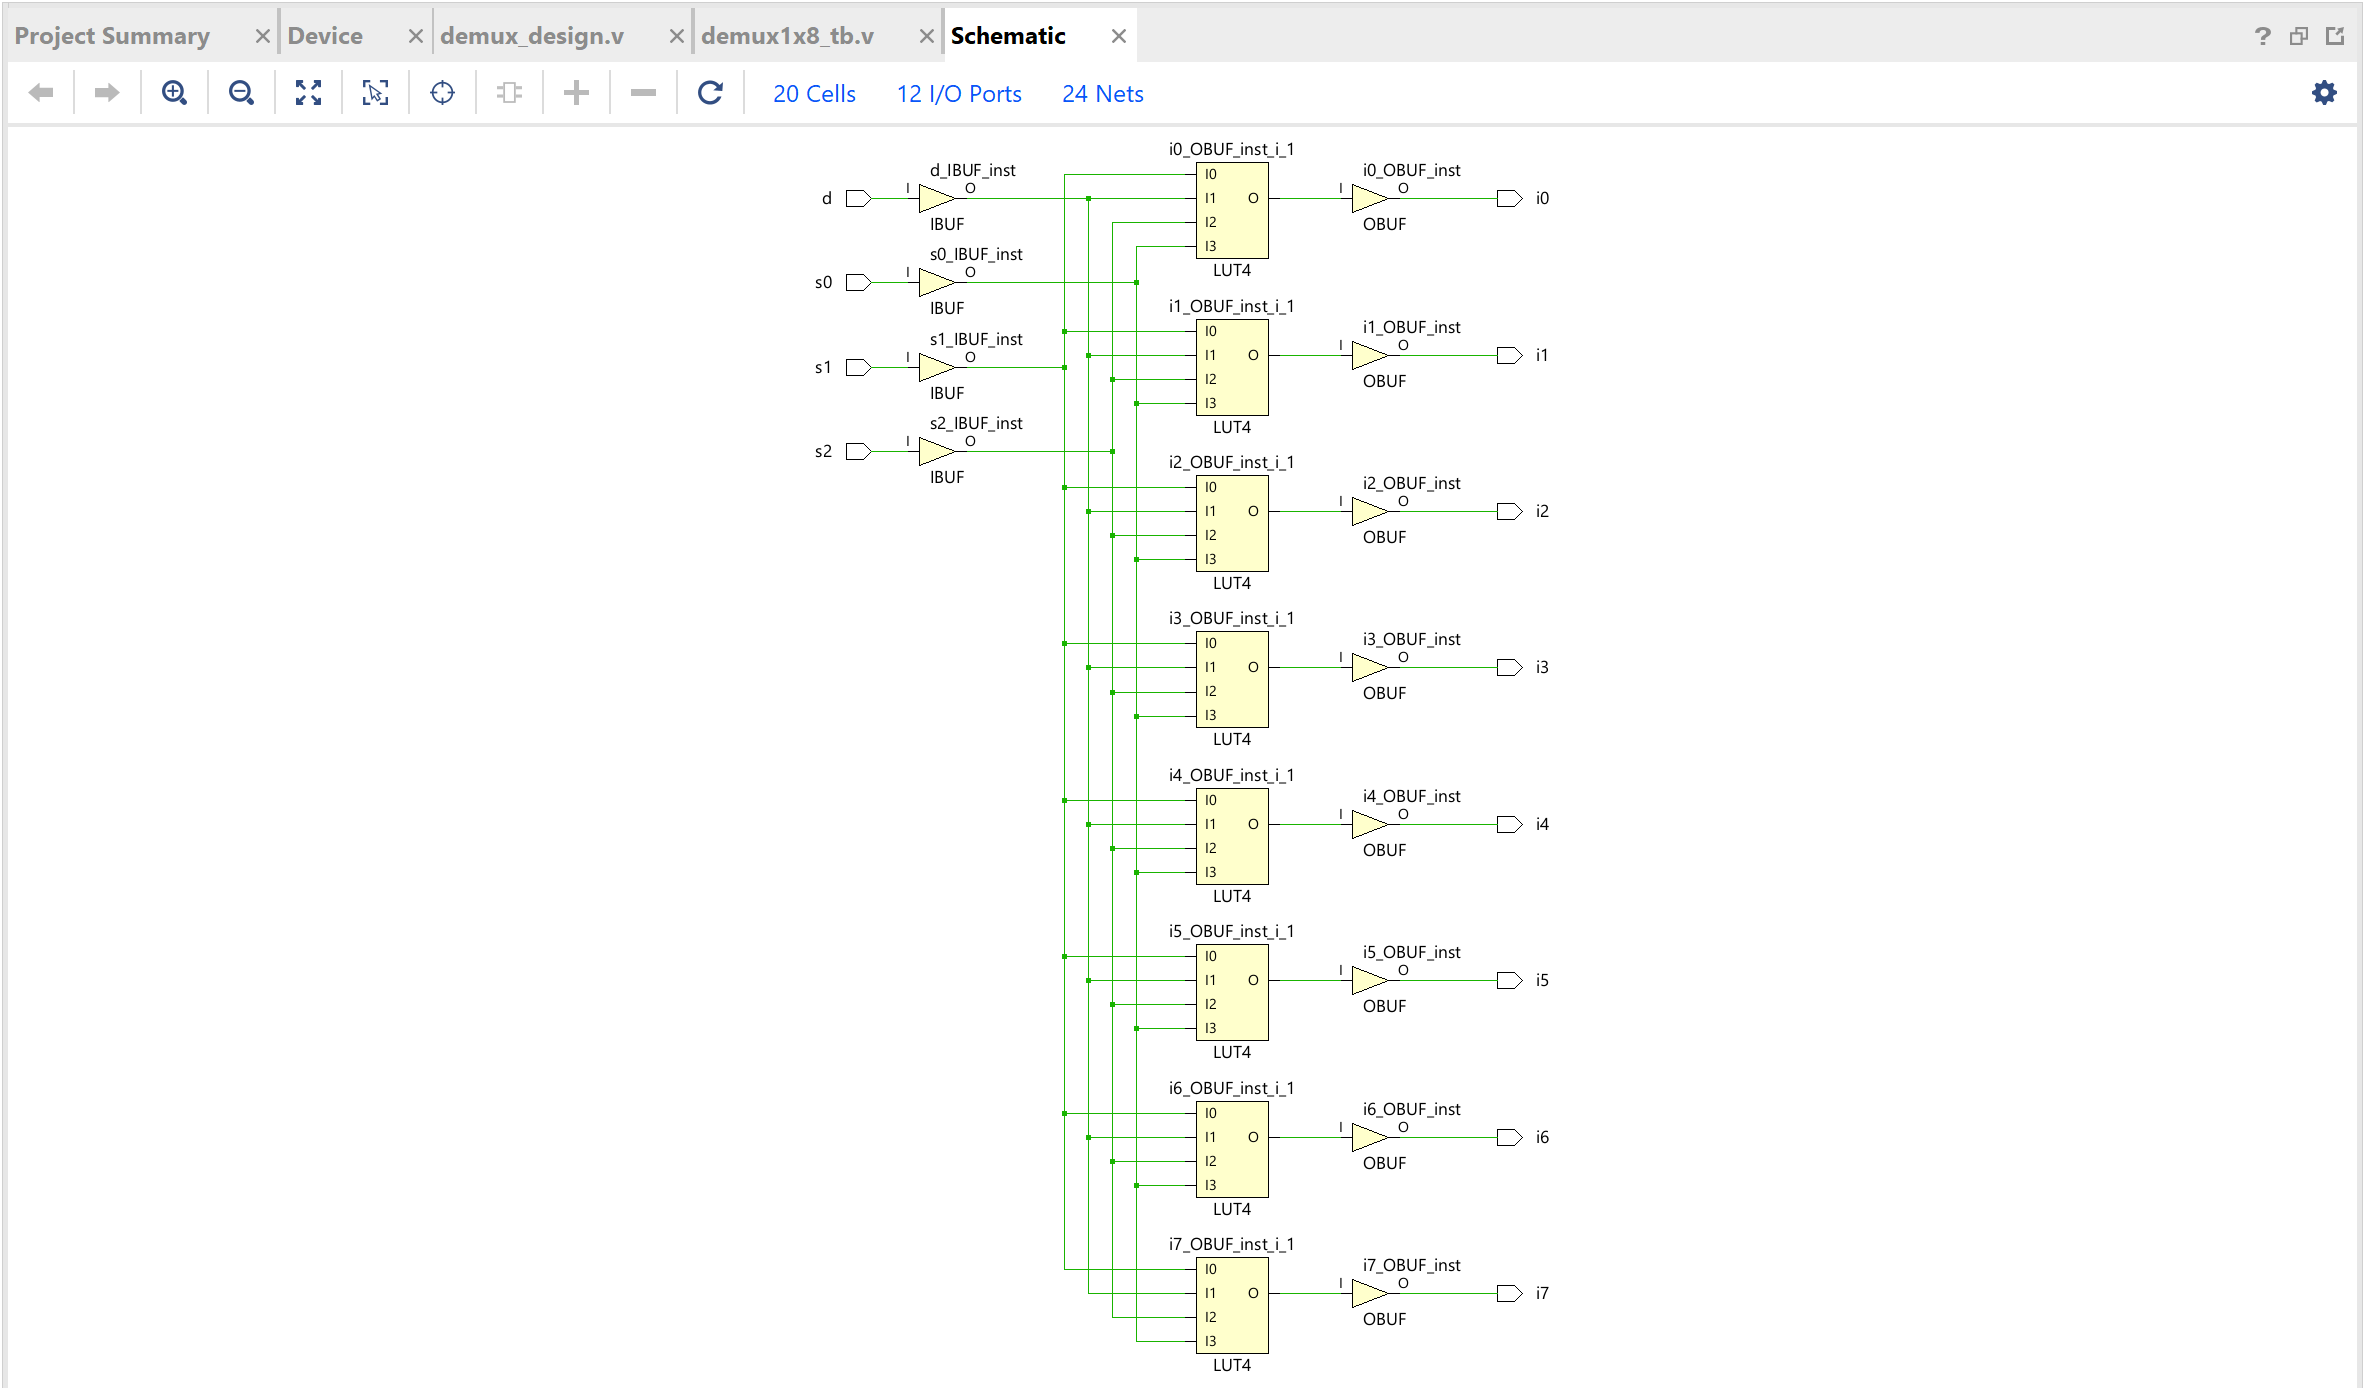 Project Summary
Device
demux_design.v
demux1x8_tb.v
Schematic
?
20 Cells
12 I/O Ports
24 Nets
d
I
d_IBUF_inst
O
IBUF
s0
I
s0_IBUF_inst
O
IBUF
s1
I
s1_IBUF_inst
O
IBUF
s2
I
s2_IBUF_inst
O
IBUF
i0_OBUF_inst_i_1
I0
I1
I2
I3
O
LUT4
I
i0_OBUF_inst
O
OBUF
i0
i1_OBUF_inst_i_1
I0
I1
I2
I3
O
LUT4
I
i1_OBUF_inst
O
OBUF
i1
i2_OBUF_inst_i_1
I0
I1
I2
I3
O
LUT4
I
i2_OBUF_inst
O
OBUF
i2
i3_OBUF_inst_i_1
I0
I1
I2
I3
O
LUT4
I
i3_OBUF_inst
O
OBUF
i3
i4_OBUF_inst_i_1
I0
I1
I2
I3
O
LUT4
I
i4_OBUF_inst
O
OBUF
i4
i5_OBUF_inst_i_1
I0
I1
I2
I3
O
LUT4
I
i5_OBUF_inst
O
OBUF
i5
i6_OBUF_inst_i_1
I0
I1
I2
I3
O
LUT4
I
i6_OBUF_inst
O
OBUF
i6
i7_OBUF_inst_i_1
I0
I1
I2
I3
O
LUT4
I
i7_OBUF_inst
O
OBUF
i7